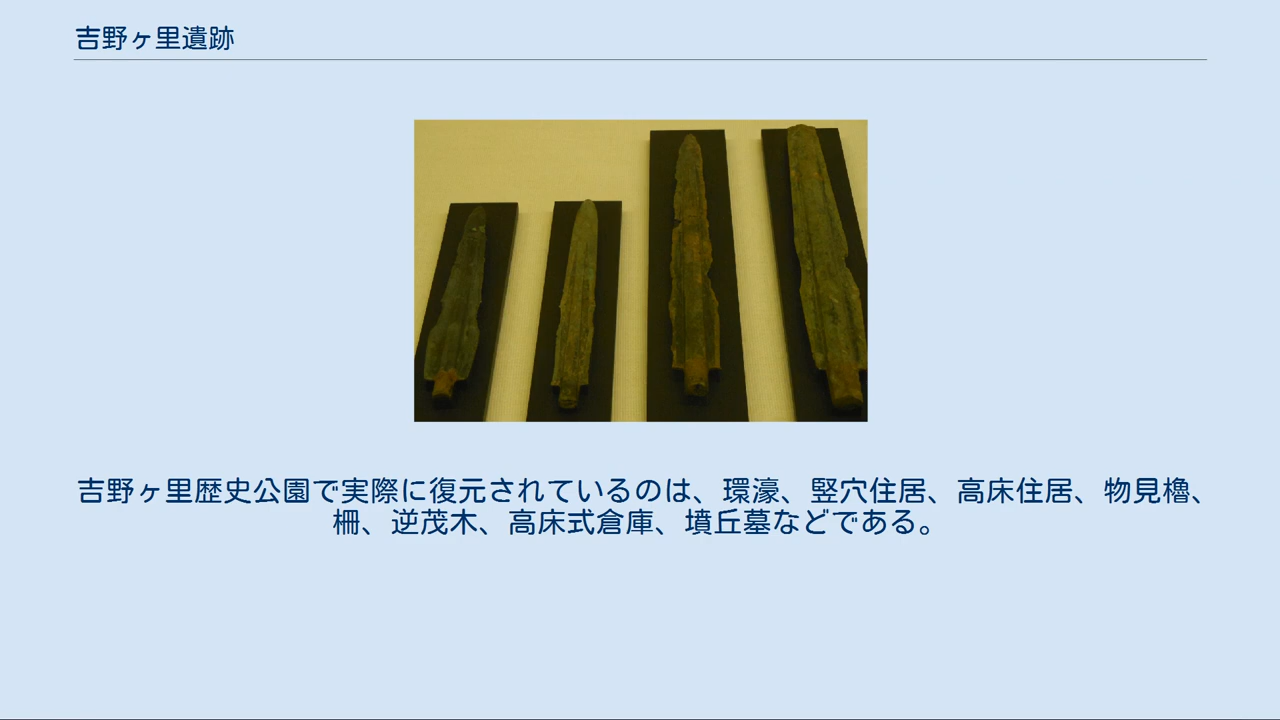 吉野ヶ里遺跡
吉野ヶ里歴史公園で実際に復元されているのは、環濠、竪穴住居、高床住居、物見櫓、
柵、逆茂木、高床式倉庫、墳丘墓などである。